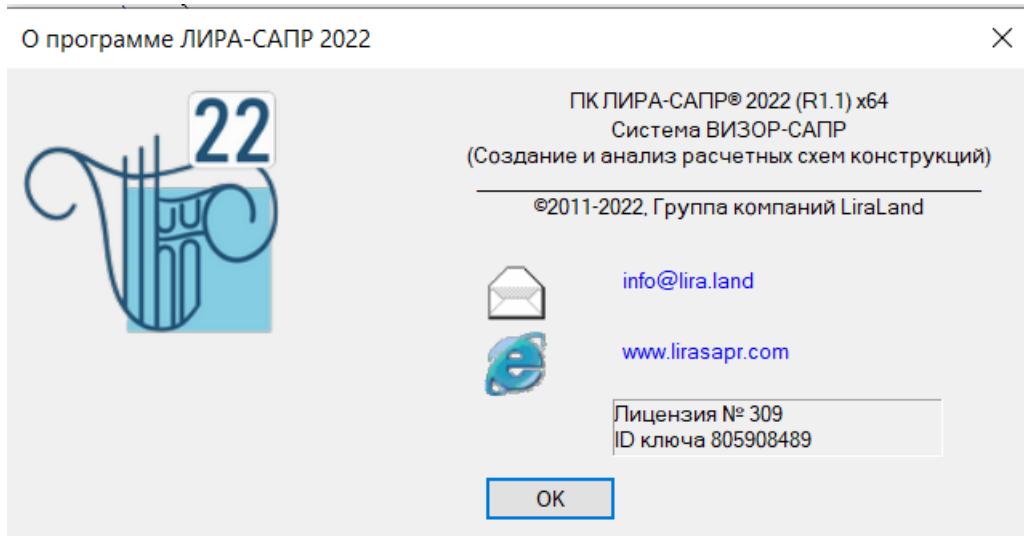 О программе ЛИРА-САПР 2022
22
ПК ЛИРА-САПР® 2022 (R1.1) x64
Система ВИЗОР-САПР
(Создание и анализ расчетных схем конструкций)
©2011-2022, Группа компаний LiraLand
info@lira.land
www.lirasapr.com
Лицензия № 309
ID ключа 805908489
OK